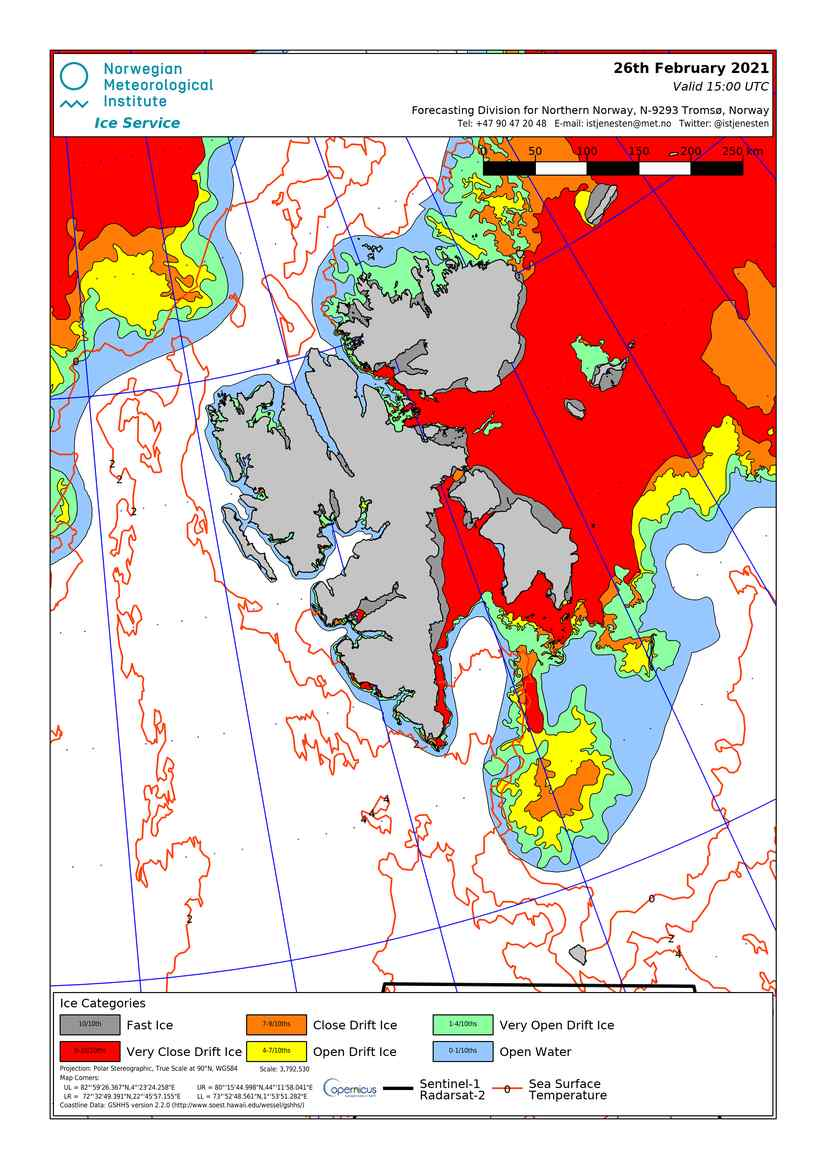 Norwegian
Meteorological
Institute
Ice Service
26th February 2021
Valid 15:00 UTC
Forecasting Division for Northern Norway, N-9293 Tromsø, Norway
Tel: +47 90 47 20 48   E-mail: istjenesten@met.no   Twitter: @istjenesten
0 50 100 150 200 250 km
0
2
2
2
2
4
4
4
2
0
2
4
Ice Categories
10/10th Fast Ice 7-9/10ths Close Drift Ice 1-4/10ths Very Open Drift Ice
9-10/10ths Very Close Drift Ice 4-7/10ths Open Drift Ice 0-1/10ths Open Water
Projection: Polar Stereographic, True Scale at 90°N, WGS84 Scale: 3,792,530
Map Corners:
UL = 82°'59'26.367"N,4°'23'24.258"E UR = 80°'15'44.998"N,44°'11'58.041"E
LR = 72°'32'49.391"N,22°'45'57.155"E LL = 73°'52'48.561"N,1°'53'51.282"E
Coastline Data: GSHHS version 2.2.0 (http://www.soest.hawaii.edu/wessel/gshhs/)
opernicus
Sentinel-1
Radarsat-2
0 Sea Surface
Temperature